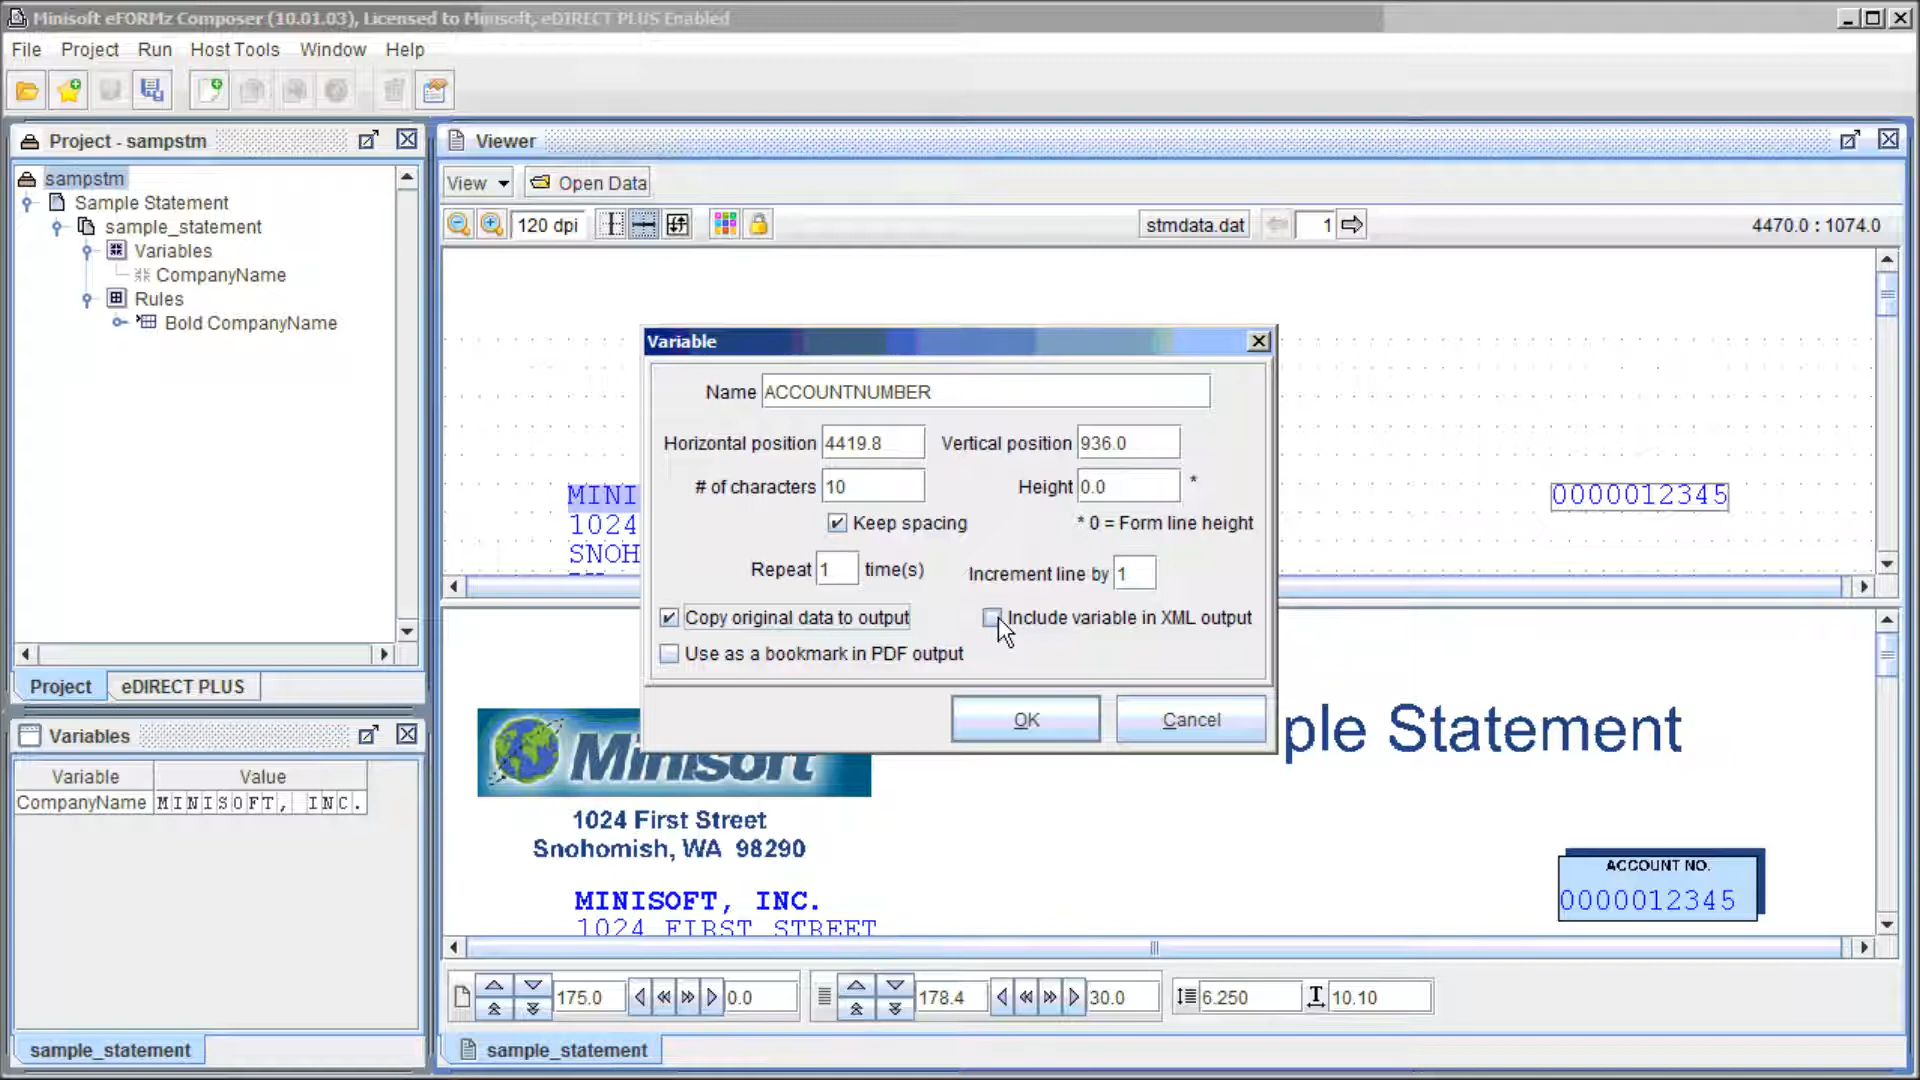 Minisoft eFORMz Composer (10.01.03), Licensed to Minisoft, eDIRECT PLUS Enabled
File Project Run Host Tools Window Help
Project - sampstm
sampstm
Sample Statement
sample_statement
Variables
CompanyName
Rules
Bold CompanyName
Project eDIRECT PLUS
Variables
Variable Value
CompanyName MINISOFT, INC.
sample_statement
Viewer
View Open Data
120 dpi stmdata.dat 1 4470.0 : 1074.0
MINI
1024
SNOH
0000012345
Variable
Name ACCOUNTNUMBER
Horizontal position 4419.8 Vertical position 936.0
# of characters 10 Height 0.0 *
Keep spacing * 0 = Form line height
Repeat 1 time(s) Increment line by 1
Copy original data to output Include variable in XML output
Use as a bookmark in PDF output
OK Cancel
ple Statement
Minisoft
1024 First Street
Snohomish, WA 98290
MINISOFT, INC.
1024 FIRST STREET
ACCOUNT NO.
0000012345
175.0 0.0 178.4 30.0 6.250 10.10
sample_statement